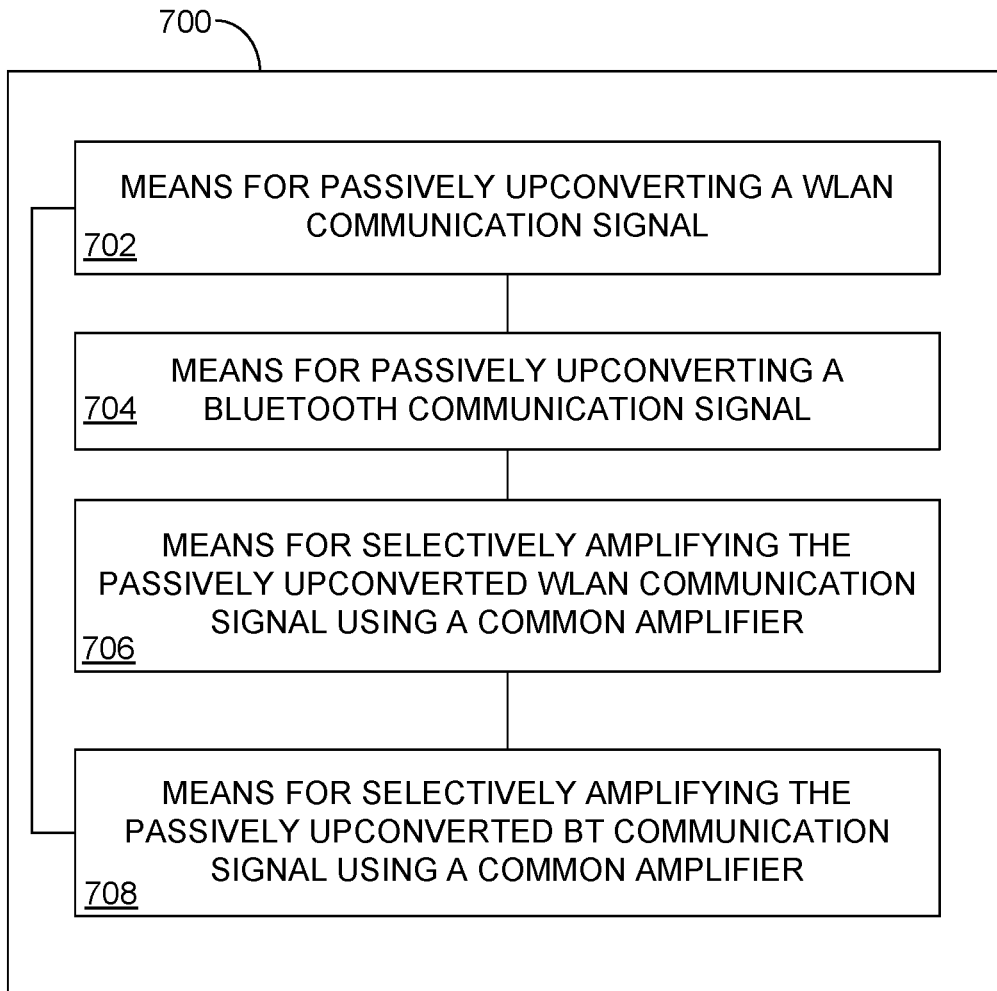 700
MEANS FOR PASSIVELY UPCONVERTING A WLAN
COMMUNICATION SIGNAL
702
MEANS FOR PASSIVELY UPCONVERTING A
BLUETOOTH COMMUNICATION SIGNAL
704
MEANS FOR SELECTIVELY AMPLIFYING THE
PASSIVELY UPCONVERTED WLAN COMMUNICATION
SIGNAL USING A COMMON AMPLIFIER
706
MEANS FOR SELECTIVELY AMPLIFYING THE
PASSIVELY UPCONVERTED BT COMMUNICATION
SIGNAL USING A COMMON AMPLIFIER
708